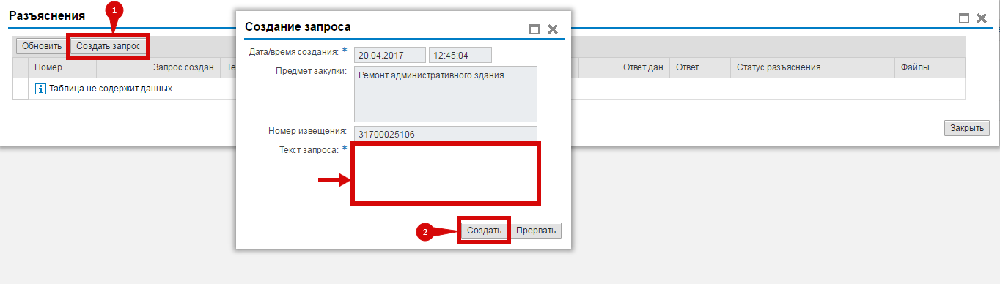 Разъяснения
1
Обновить
Создать запрос
Номер
Запрос создан
Те
Ответ дан
Ответ
Статус разъяснения
Файлы
Таблица не содержит данных
Закрыть
Создание запроса
Дата/время создания: *
20.04.2017
12:45:04
Предмет закупки:
Ремонт административного здания
Номер извещения:
31700025106
Текст запроса: *
2
Создать
Прервать